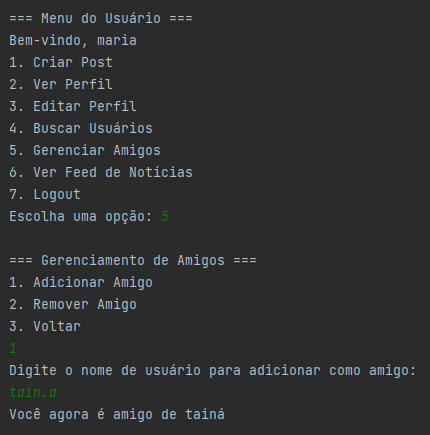 === Menu do Usuário ===
Bem-vindo, maria
1. Criar Post
2. Ver Perfil
3. Editar Perfil
4. Buscar Usuários
5. Gerenciar Amigos
6. Ver Feed de Notícias
7. Logout
Escolha uma opção: 5
=== Gerenciamento de Amigos ===
1. Adicionar Amigo
2. Remover Amigo
3. Voltar
1
Digite o nome de usuário para adicionar como amigo:
tain.a
Você agora é amigo de tainá